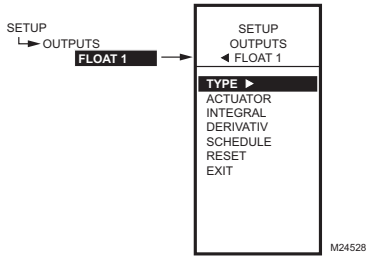 SETUP
OUTPUTS
FLOAT 1
SETUP
OUTPUTS
◄ FLOAT 1
TYPE ►
ACTUATOR
INTEGRAL
DERIVATIV
SCHEDULE
RESET
EXIT
M24528